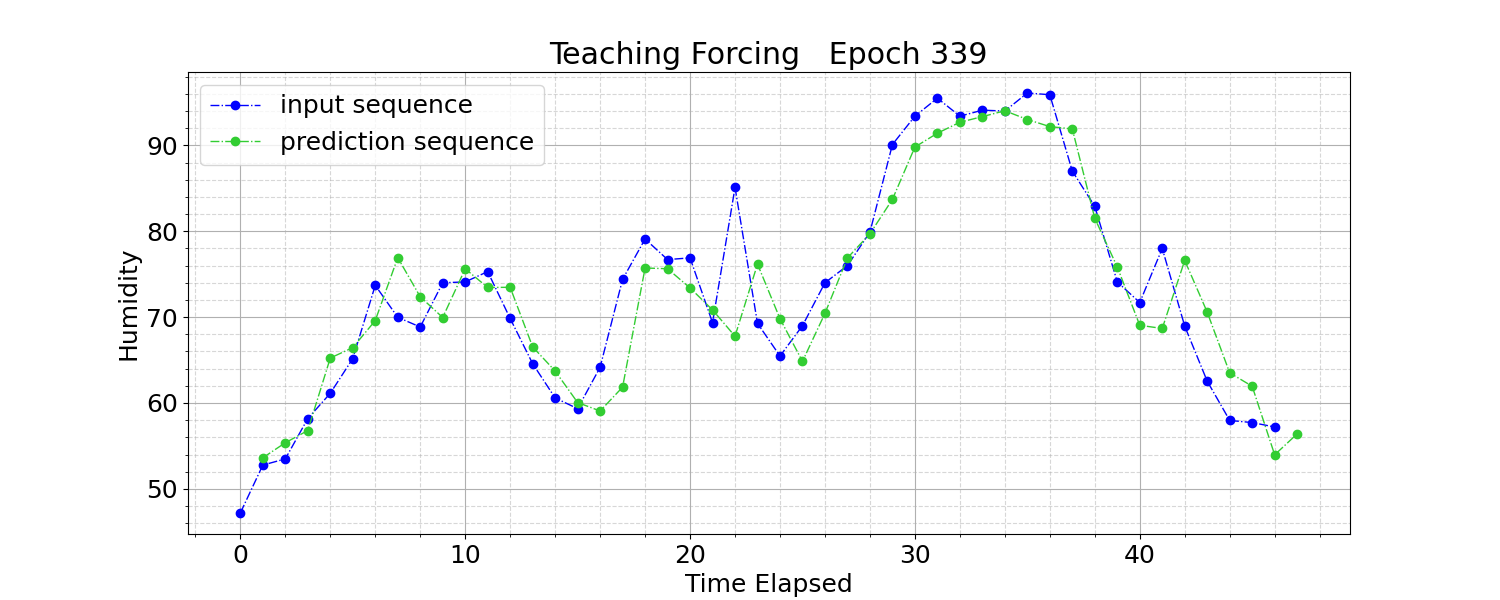 Teaching Forcing   Epoch 339
input sequence
prediction sequence
Humidity
90
80
70
60
50
0 10 20 30 40
Time Elapsed